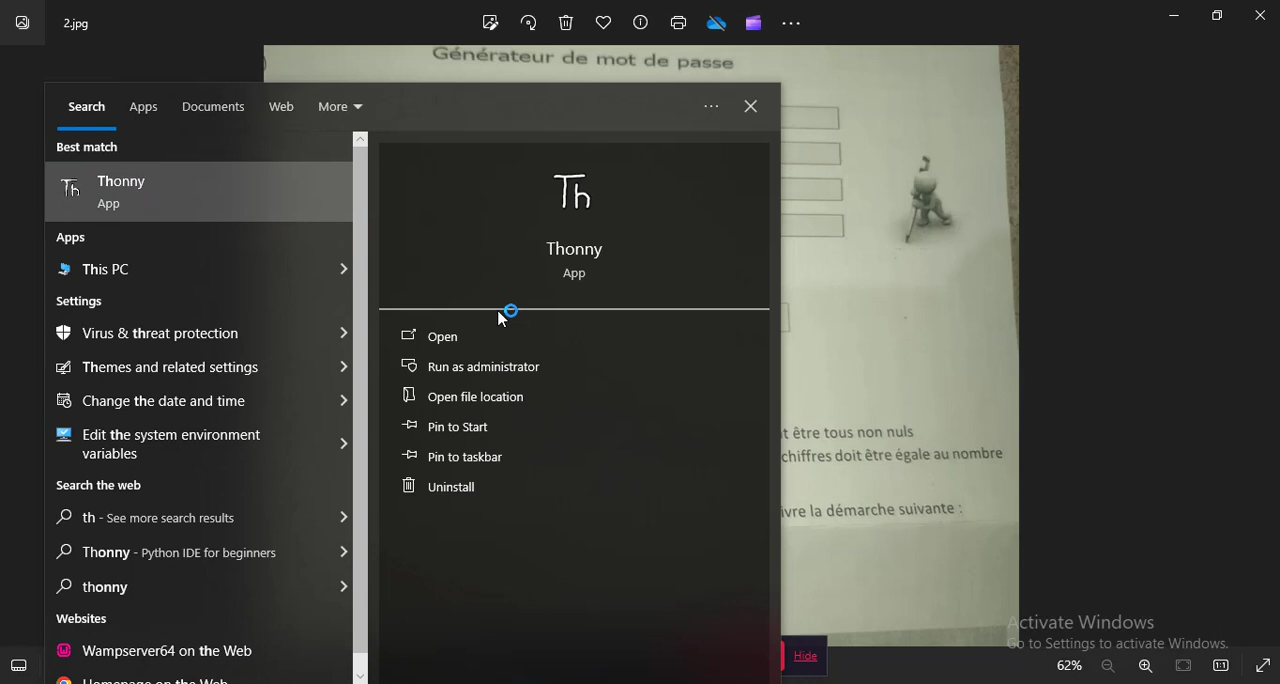 2.jpg
Générateur de mot de passe
Search
Apps
Documents
Web
More
Best match
Thonny
App
Apps
This PC
Settings
Virus & threat protection
Themes and related settings
Change the date and time
Edit the system environment
variables
Search the web
th - See more search results
Thonny - Python IDE for beginners
thonny
Websites
Wampserver64 on the Web
Homepage on the Web
Th
Thonny
App
Open
Run as administrator
Open file location
Pin to Start
Pin to taskbar
Uninstall
t être tous non nuls
chiffres doit être égale au nombre
ivre la démarche suivante :
Hide
Activate Windows
Go to Settings to activate Windows.
62%